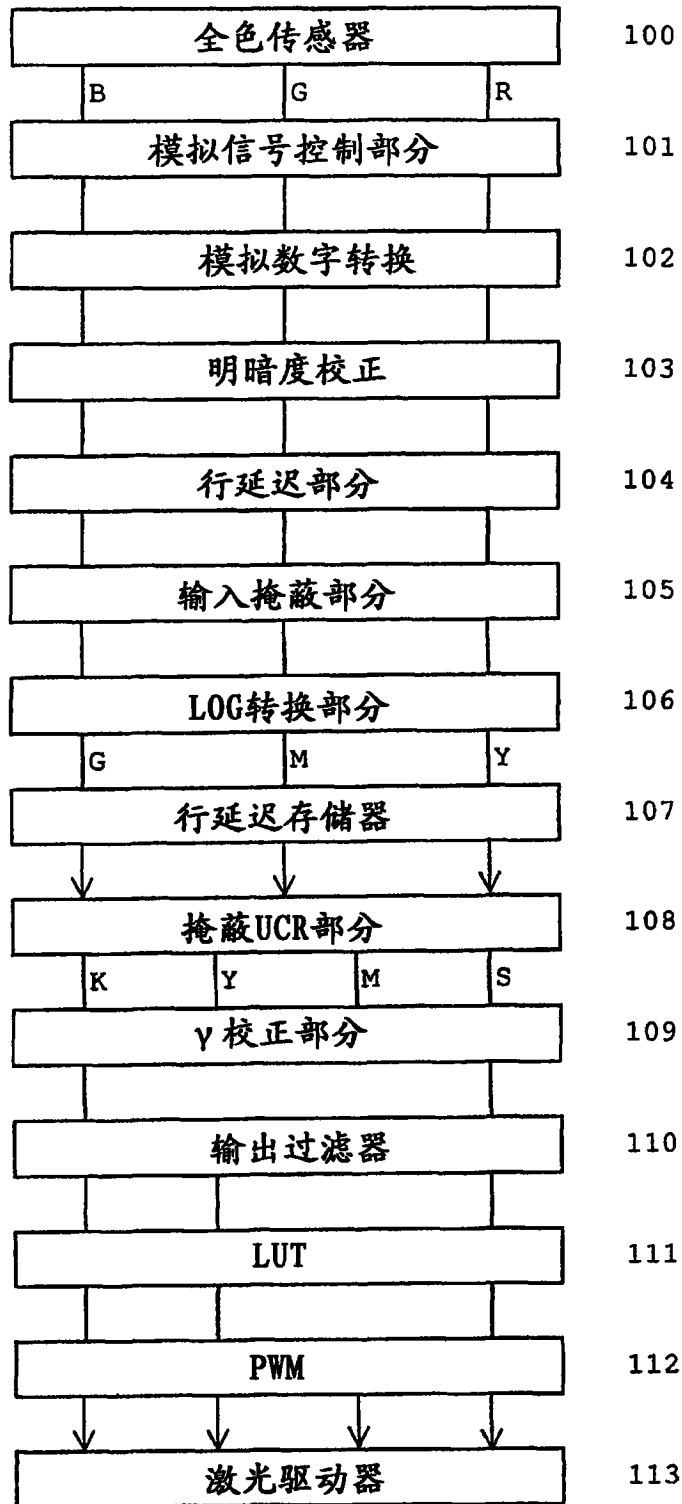 全色传感器 100
B G R
模拟信号控制部分 101
模拟数字转换 102
明暗度校正 103
行延迟部分 104
输入掩蔽部分 105
LOG转换部分 106
G M Y
行延迟存储器 107
掩蔽UCR部分 108
K Y M S
γ校正部分 109
输出过滤器 110
LUT 111
PWM 112
激光驱动器 113